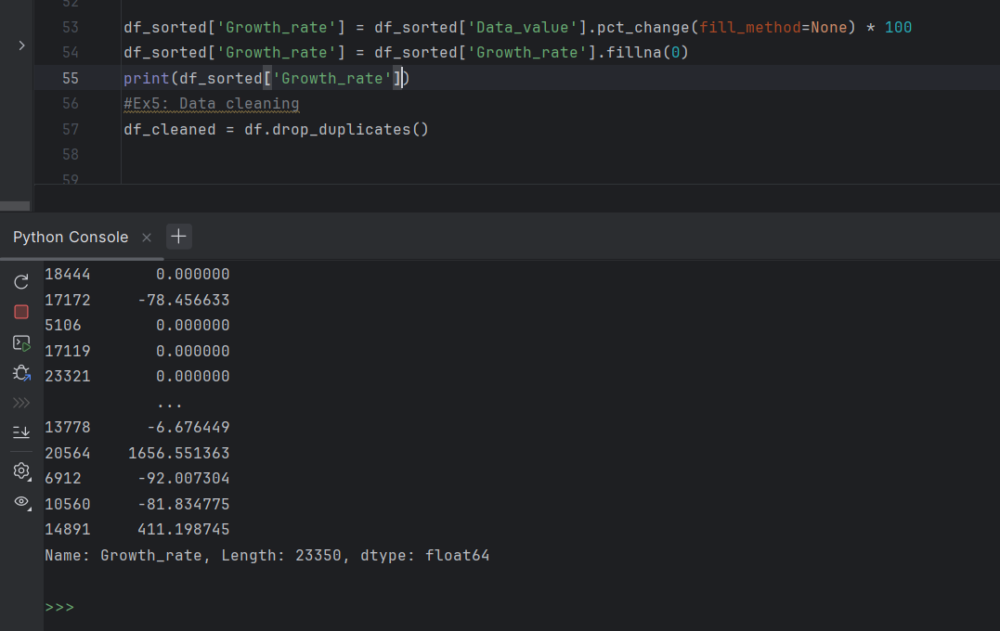 52
53 df_sorted['Growth_rate'] = df_sorted['Data_value'].pct_change(fill_method=None) * 100
54 df_sorted['Growth_rate'] = df_sorted['Growth_rate'].fillna(0)
55 print(df_sorted['Growth_rate'])
56 #Ex5: Data cleaning
57 df_cleaned = df.drop_duplicates()
58
59
Python Console
18444 0.000000
17172 -78.456633
5106 0.000000
17119 0.000000
23321 0.000000
...
13778 -6.676449
20564 1656.551363
6912 -92.007304
10560 -81.834775
14891 411.198745
Name: Growth_rate, Length: 23350, dtype: float64
>>>